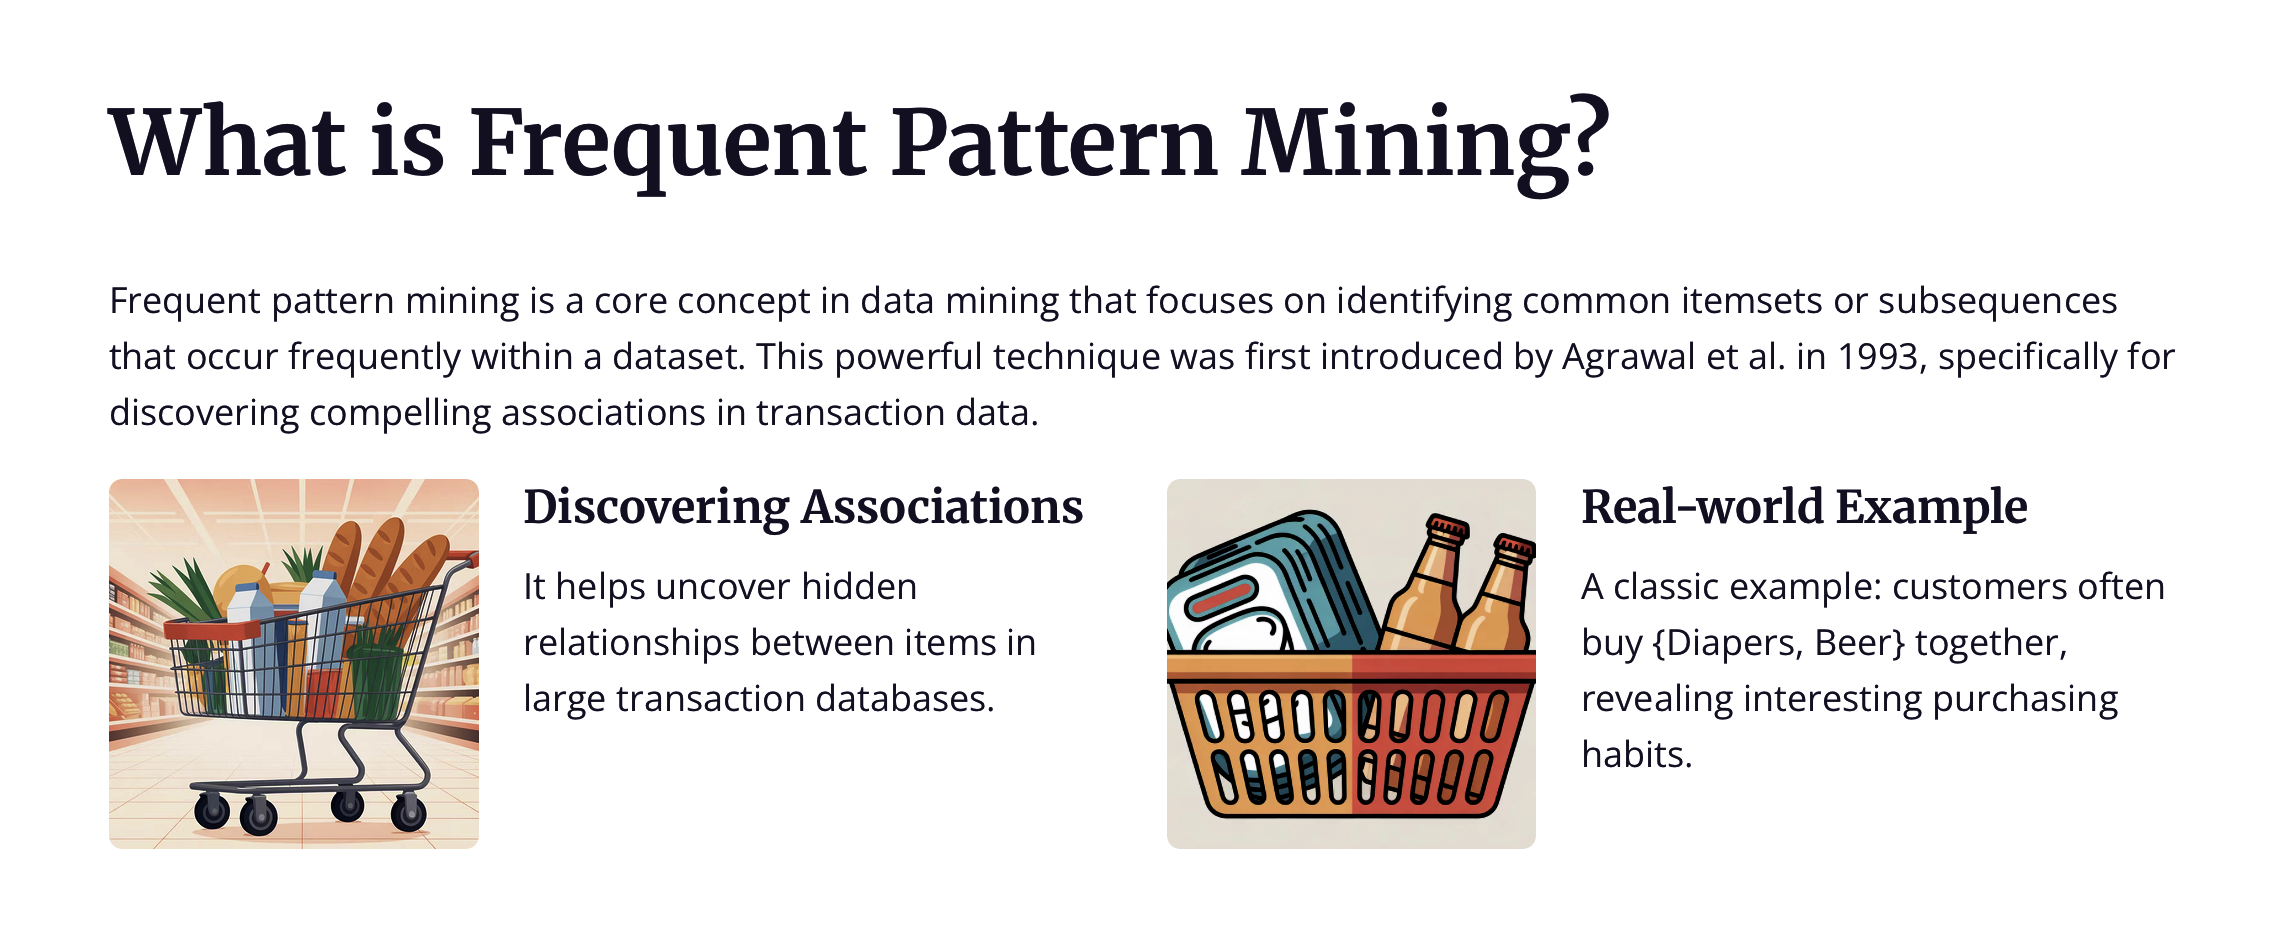 What is Frequent Pattern Mining?
Frequent pattern mining is a core concept in data mining that focuses on identifying common itemsets or subsequences
that occur frequently within a dataset. This powerful technique was first introduced by Agrawal et al. in 1993, specifically for
discovering compelling associations in transaction data.
Discovering Associations
It helps uncover hidden
relationships between items in
large transaction databases.
Real-world Example
A classic example: customers often
buy {Diapers, Beer} together,
revealing interesting purchasing
habits.